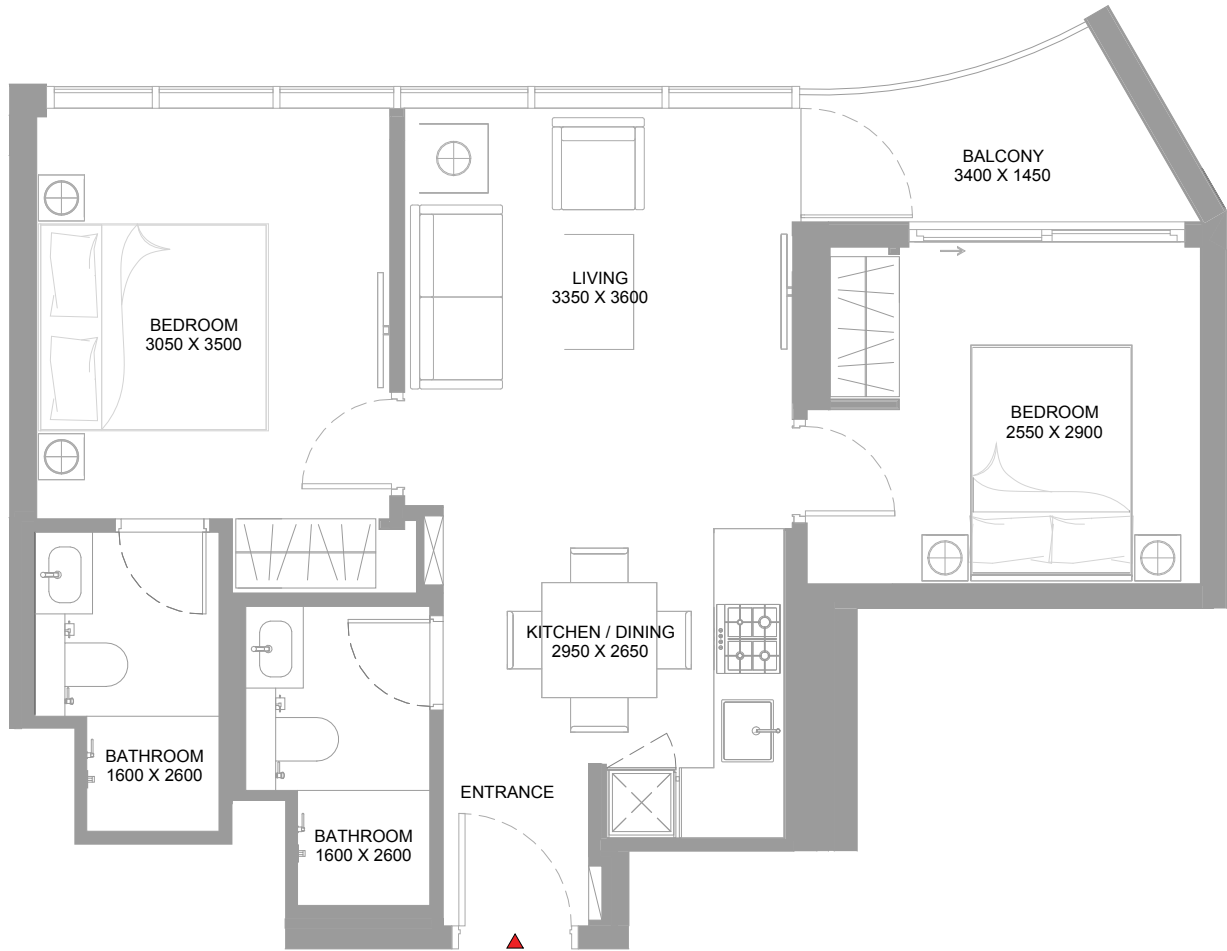 BALCONY
3400 X 1450
LIVING
3350 X 3600
BEDROOM
3050 X 3500
BEDROOM
2550 X 2900
KITCHEN / DINING
2950 X 2650
BATHROOM
1600 X 2600
ENTRANCE
BATHROOM
1600 X 2600